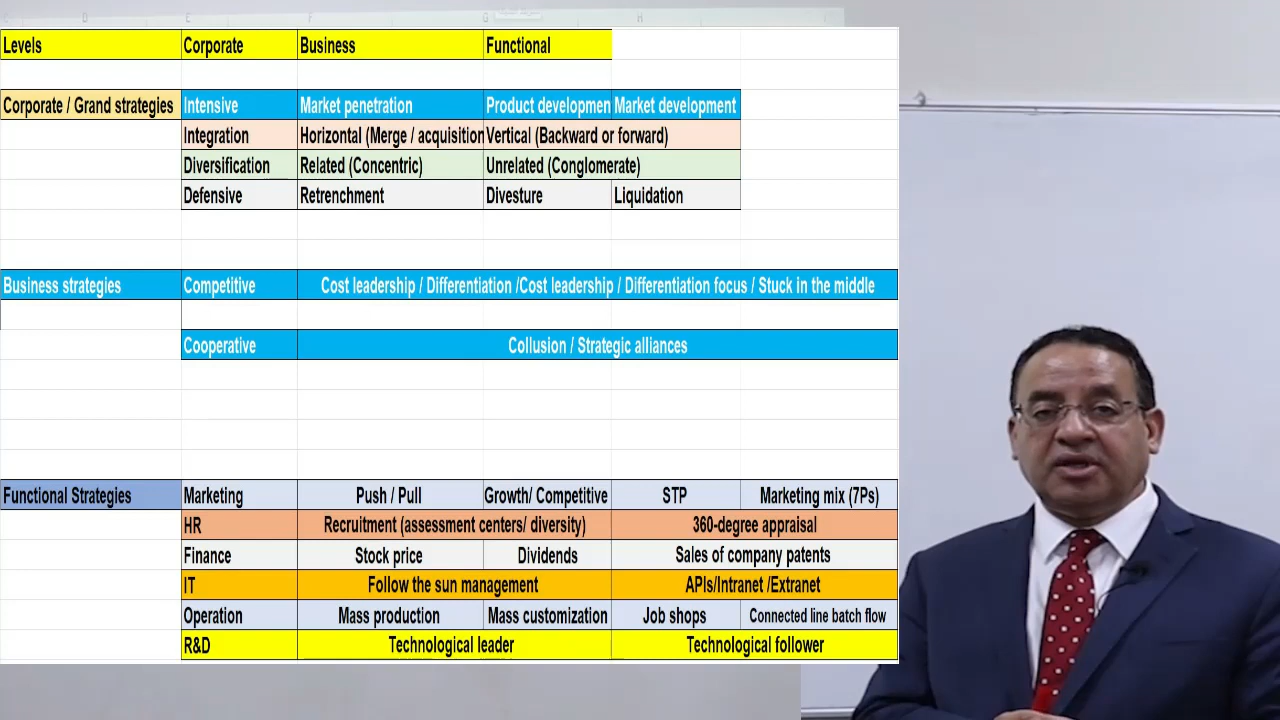 Levels Corporate Business Functional
Corporate / Grand strategies Intensive Market penetration Product developmen Market development
Integration Horizontal (Merge / acquisition Vertical (Backward or forward)
Diversification Related (Concentric) Unrelated (Conglomerate)
Defensive Retrenchment Divesture Liquidation
Business strategies Competitive Cost leadership / Differentiation /Cost leadership / Differentiation focus / Stuck in the middle
Cooperative Collusion / Strategic alliances
Functional Strategies Marketing Push / Pull Growth/ Competitive STP Marketing mix (7Ps)
HR Recruitment (assessment centers/ diversity) 360-degree appraisal
Finance Stock price Dividends Sales of company patents
IT Follow the sun management APIs/Intranet /Extranet
Operation Mass production Mass customization Job shops Connected line batch flow
R&D Technological leader Technological follower